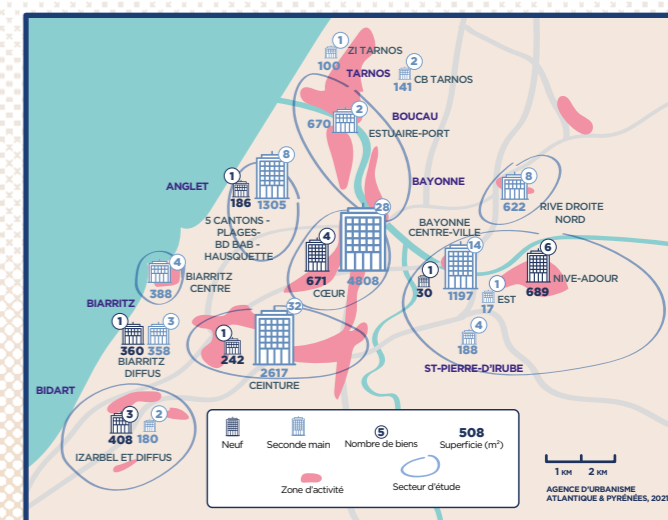 1
ZI TARNOS
100
TARNOS
2
CB TARNOS
141
BOUCAU
2
670
ESTUAIRE-PORT
ANGLET
1
186
8
1305
5 CANTONS -
PLAGES-
BD BAB -
HAUSQUETTE
BAYONNE
8
622
RIVE DROITE
NORD
28
4808
4
671
CŒUR
BAYONNE
CENTRE-VILLE
14
1197
1
30
6
689
NIVE-ADOUR
1
17
EST
4
188
ST-PIERRE-D'IRUBE
4
388
BIARRITZ
CENTRE
BIARRITZ
1
360
3
358
BIARRITZ
DIFFUS
32
2617
1
242
CEINTURE
BIDART
3
408
2
180
IZARBEL ET DIFFUS
Neuf
Seconde main
5
Nombre de biens
508
Superficie (m²)
Zone d'activité
Secteur d'étude
1 KM 2 KM
AGENCE D'URBANISME
ATLANTIQUE & PYRÉNÉES, 2021